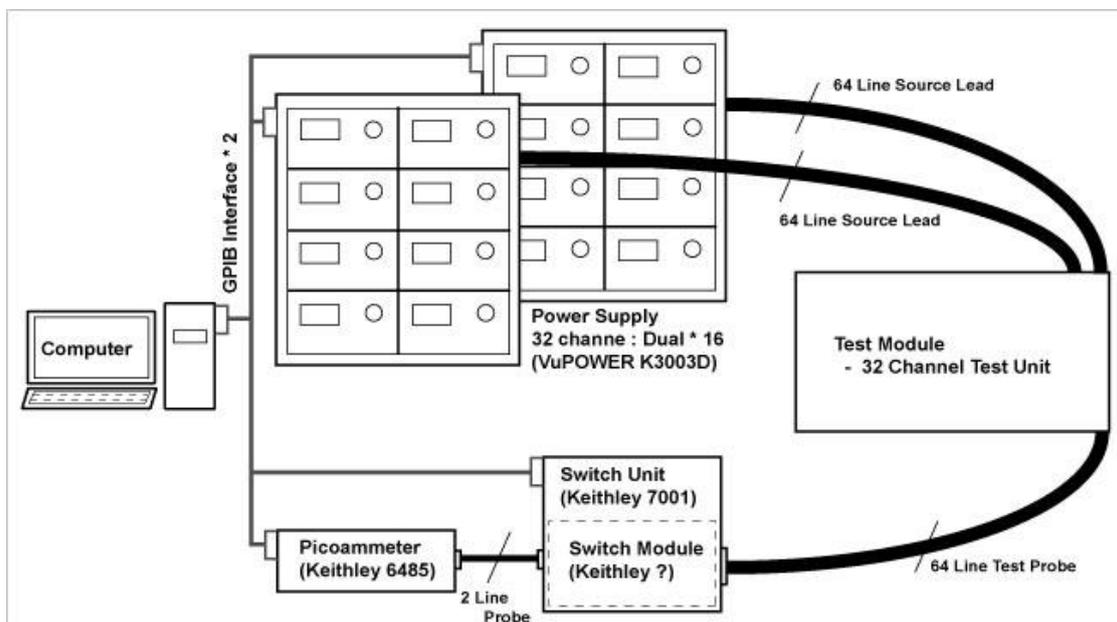 64 Line Source Lead
64 Line Source Lead
GPIB Interface * 2
Power Supply
32 channe : Dual * 16
(VuPOWER K3003D)
Computer
Test Module
- 32 Channel Test Unit
Switch Unit
(Keithley 7001)
Switch Module
(Keithley ?)
Picoammeter
(Keithley 6485)
2 Line
Probe
64 Line Test Probe